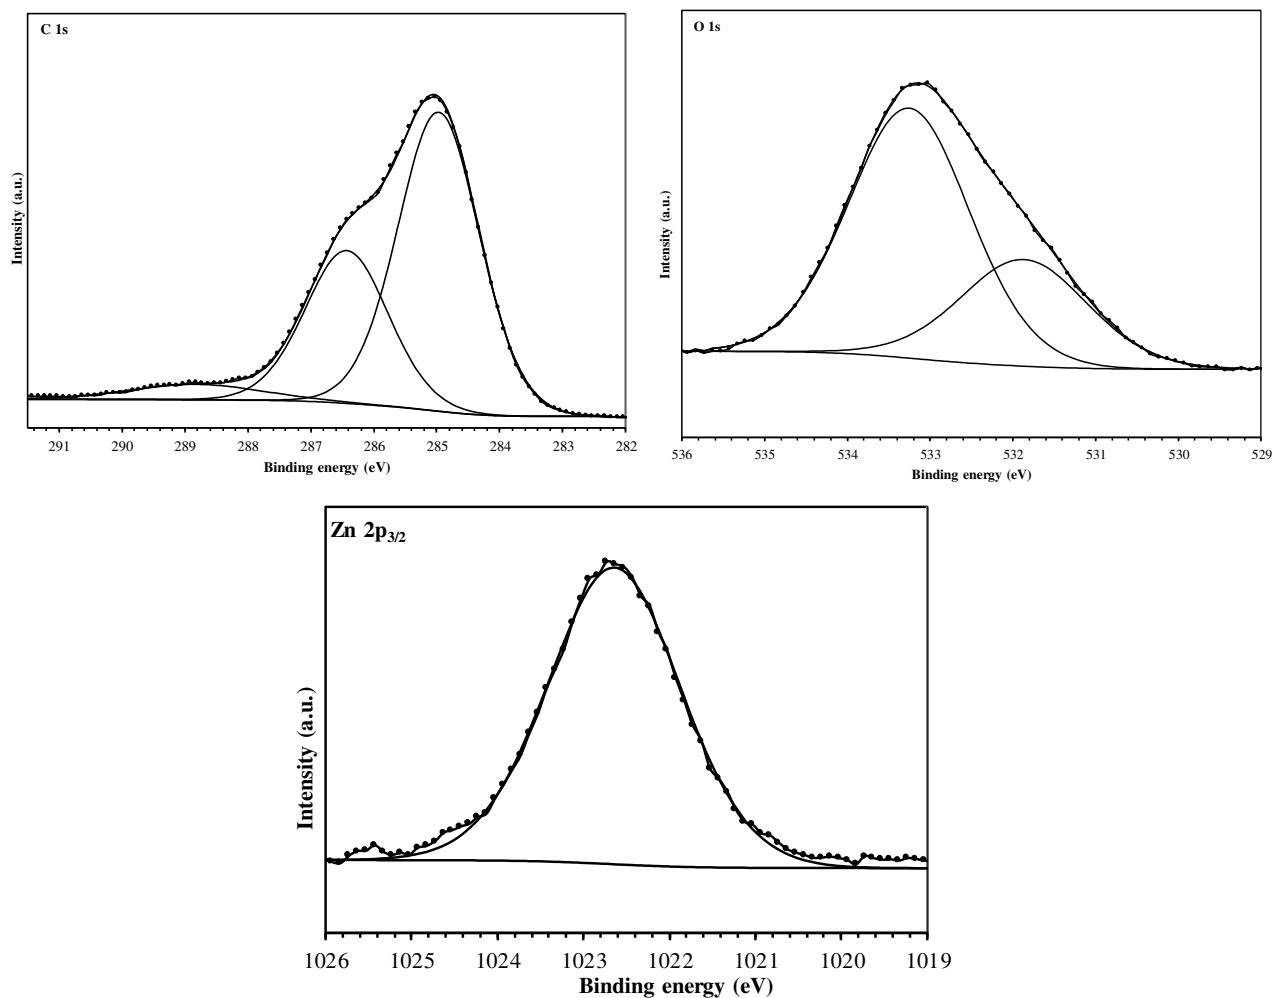 C 1s
Intensity (a.u.)
291 290 289 288 287 286 285 284 283 282
Binding energy (eV)
O 1s
Intensity (a.u.)
536 535 534 533 532 531 530 529
Binding energy (eV)
Zn 2p3/2
Intensity (a.u.)
1026 1025 1024 1023 1022 1021 1020 1019
Binding energy (eV)